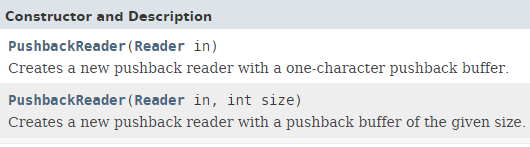 Constructor and Description
PushbackReader(Reader in)
Creates a new pushback reader with a one-character pushback buffer.
PushbackReader(Reader in, int size)
Creates a new pushback reader with a pushback buffer of the given size.